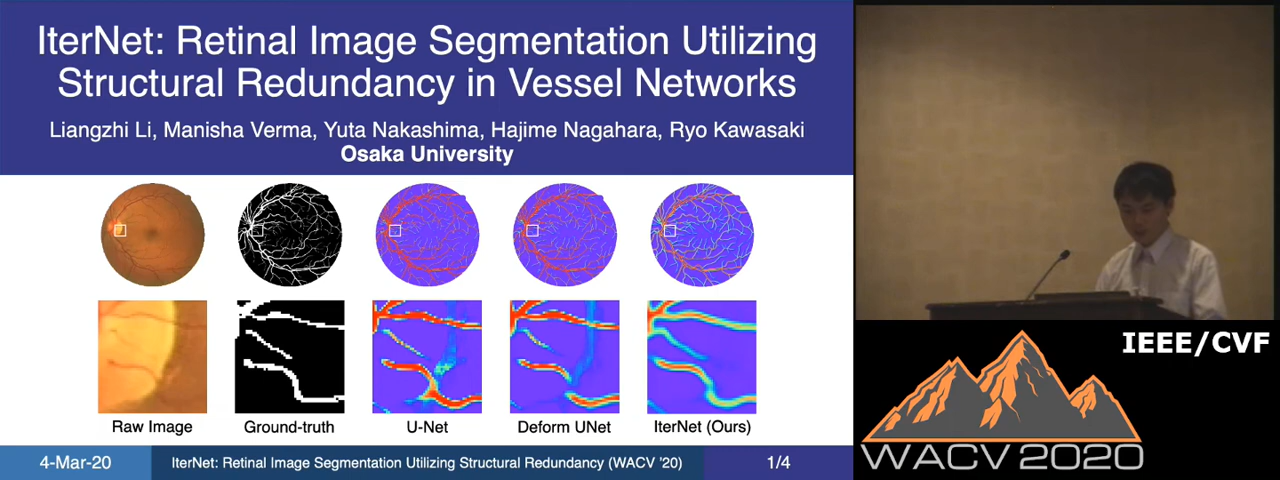 IterNet: Retinal Image Segmentation Utilizing
Structural Redundancy in Vessel Networks
Liangzhi Li, Manisha Verma, Yuta Nakashima, Hajime Nagahara, Ryo Kawasaki
Osaka University
Raw Image
Ground-truth
U-Net
Deform UNet
IterNet (Ours)
4-Mar-20
IterNet: Retinal Image Segmentation Utilizing Structural Redundancy (WACV '20)
1/4
IEEE/CVF
WACV 2020